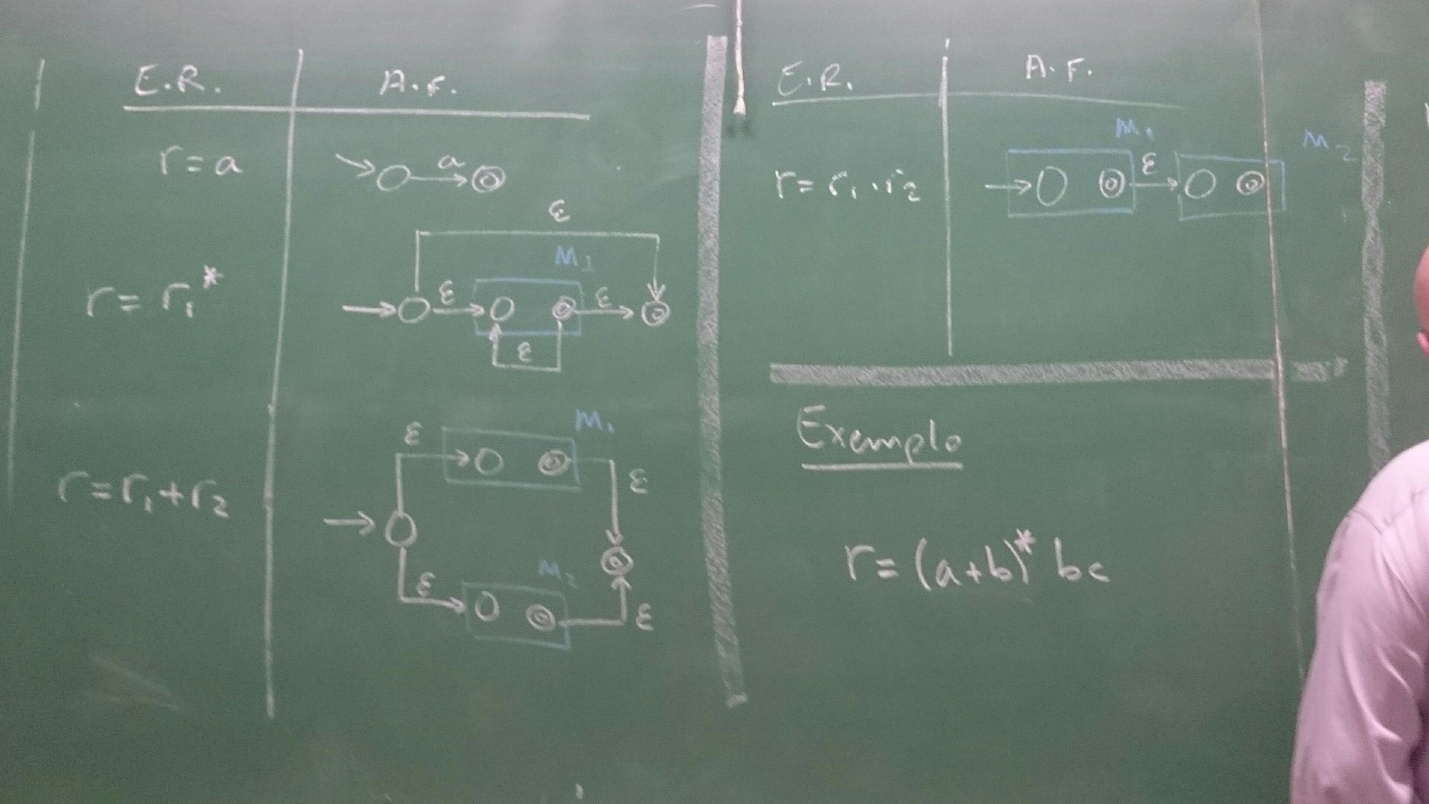 E.R. A.F.
r=a a
ε
M1
r=r1* ε ε
ε
M1
ε
ε
r=r1+r2
M2
ε ε
E.R. A.F.
M1 M2
r=r1.r2 ε
Exemplo
r=(a+b)* bc